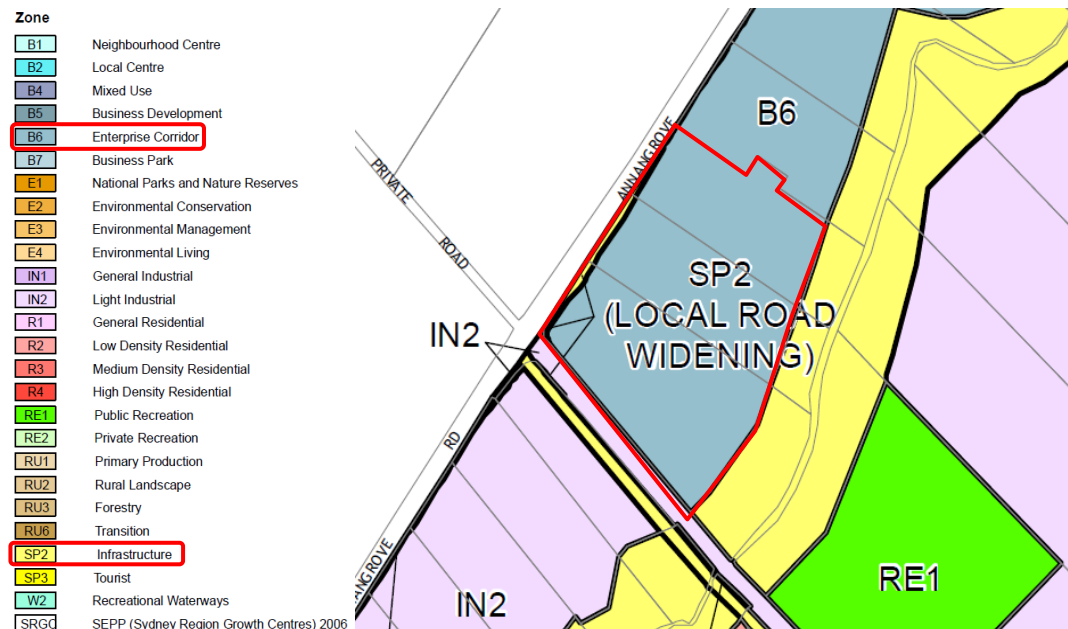 Zone
B1 Neighbourhood Centre
B2 Local Centre
B4 Mixed Use
B5 Business Development
B6 Enterprise Corridor
B7 Business Park
E1 National Parks and Nature Reserves
E2 Environmental Conservation
E3 Environmental Management
E4 Environmental Living
IN1 General Industrial
IN2 Light Industrial
R1 General Residential
R2 Low Density Residential
R3 Medium Density Residential
R4 High Density Residential
RE1 Public Recreation
RE2 Private Recreation
RU1 Primary Production
RU2 Rural Landscape
RU3 Forestry
RU6 Transition
SP2 Infrastructure
SP3 Tourist
W2 Recreational Waterways
SRGC SEPP (Sydney Region Growth Centres) 2006
PRIVATE
ROAD
ANNANGROVE
B6
SP2
(LOCAL ROAD
WIDENING)
IN2
RD
ANGROVE
IN2
RE1